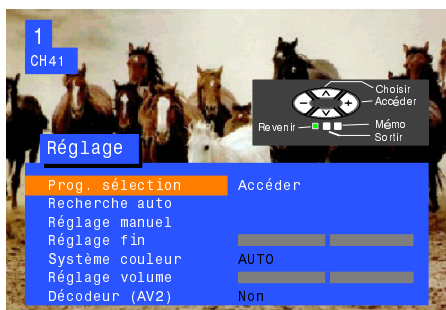 1
CH41
Choisir
Accéder
Revenir
Mémo
Sortir
Réglage
Prog. sélection Accéder
Recherche auto
Réglage manuel
Réglage fin
Système couleur AUTO
Réglage volume
Décodeur (AV2) Non